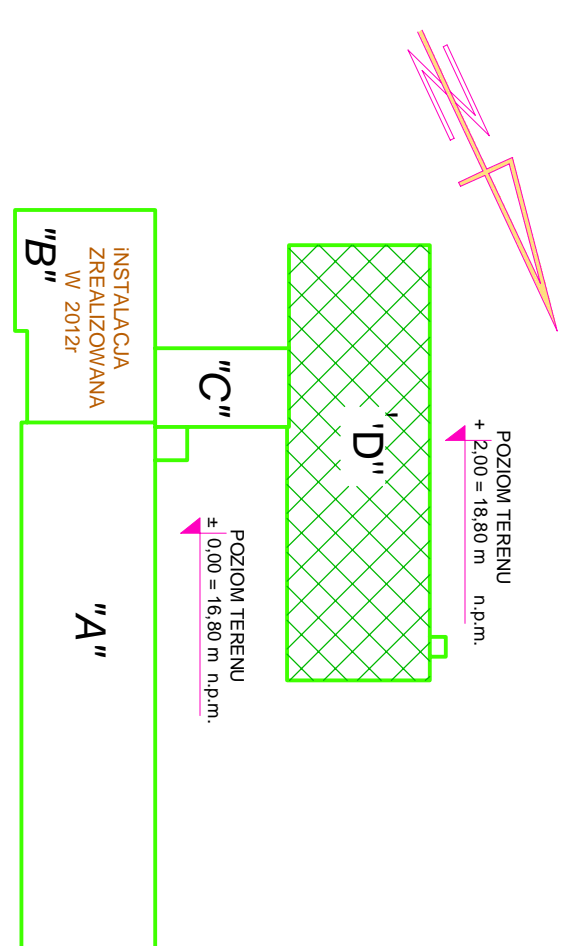 POZIOM TERENU
+ 2,00 = 18,80 m n.p.m.
"D"
POZIOM TERENU
± 0,00 = 16,80 m n.p.m.
"C"
iNSTALACJA
ZREALIZOWANA
W 2012r
"B"
"A"
N